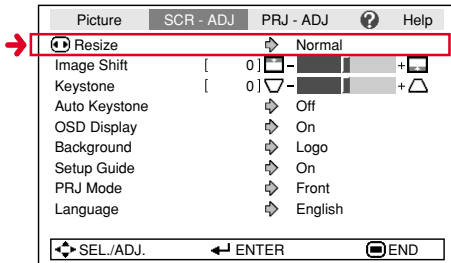 Picture SCR - ADJ PRJ - ADJ ? Help
Resize Normal
Image Shift [ 0 ] - +
Keystone [ 0 ] - +
Auto Keystone Off
OSD Display On
Background Logo
Setup Guide On
PRJ Mode Front
Language English
SEL./ADJ. ENTER END